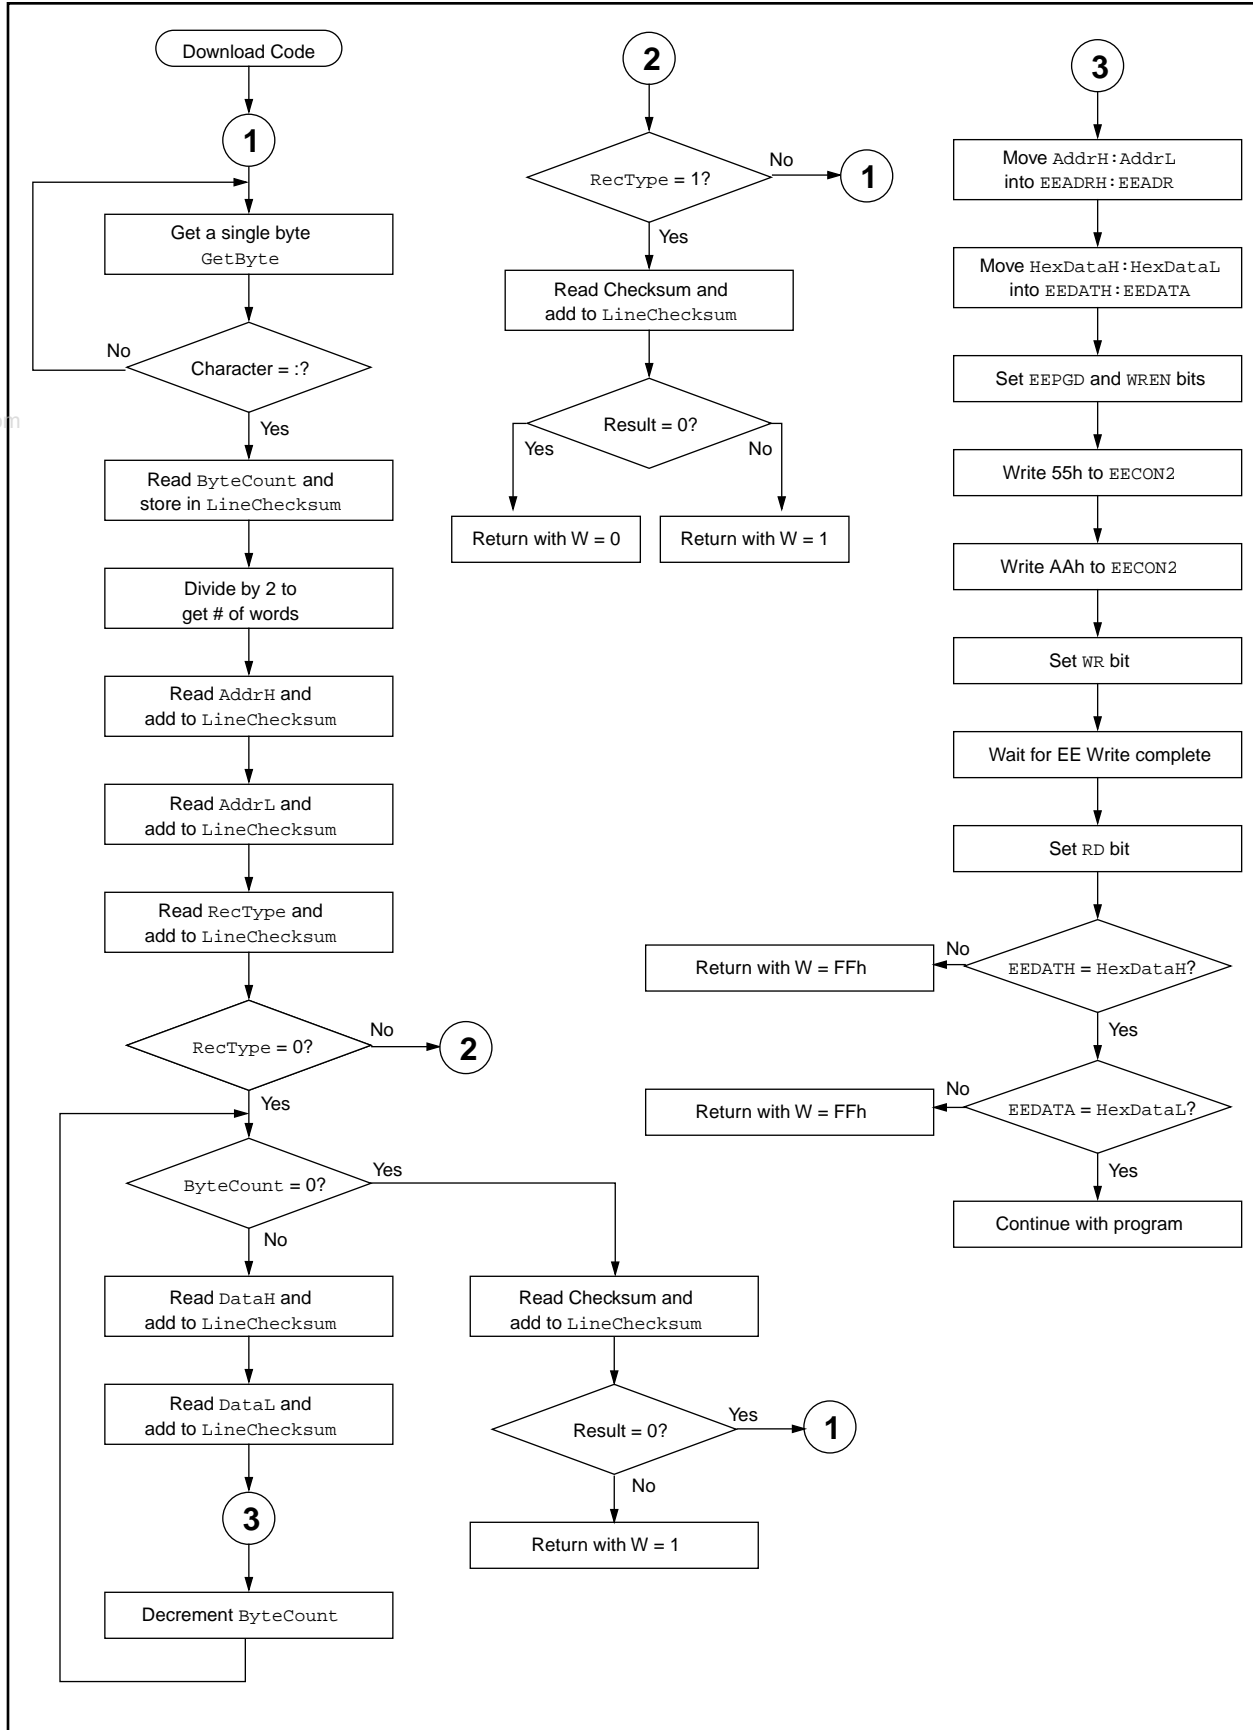 Download Code
1
Get a single byte
GetByte
No
Character = :?
Yes
Read ByteCount and
store in LineChecksum
Divide by 2 to
get # of words
Read AddrH and
add to LineChecksum
Read AddrL and
add to LineChecksum
Read RecType and
add to LineChecksum
RecType = 0?
No
2
Yes
ByteCount = 0?
Yes
No
Read DataH and
add to LineChecksum
Read DataL and
add to LineChecksum
3
Decrement ByteCount
Read Checksum and
add to LineChecksum
Result = 0?
Yes
1
No
Return with W = 1
2
RecType = 1?
No
1
Yes
Read Checksum and
add to LineChecksum
Result = 0?
Yes
No
Return with W = 0
Return with W = 1
3
Move AddrH:AddrL
into EEADRH:EEADR
Move HexDataH:HexDataL
into EEDATH:EEDATA
Set EEPGD and WREN bits
Write 55h to EECON2
Write AAh to EECON2
Set WR bit
Wait for EE Write complete
Set RD bit
EEDATH = HexDataH?
No
Return with W = FFh
Yes
EEDATA = HexDataL?
No
Return with W = FFh
Yes
Continue with program